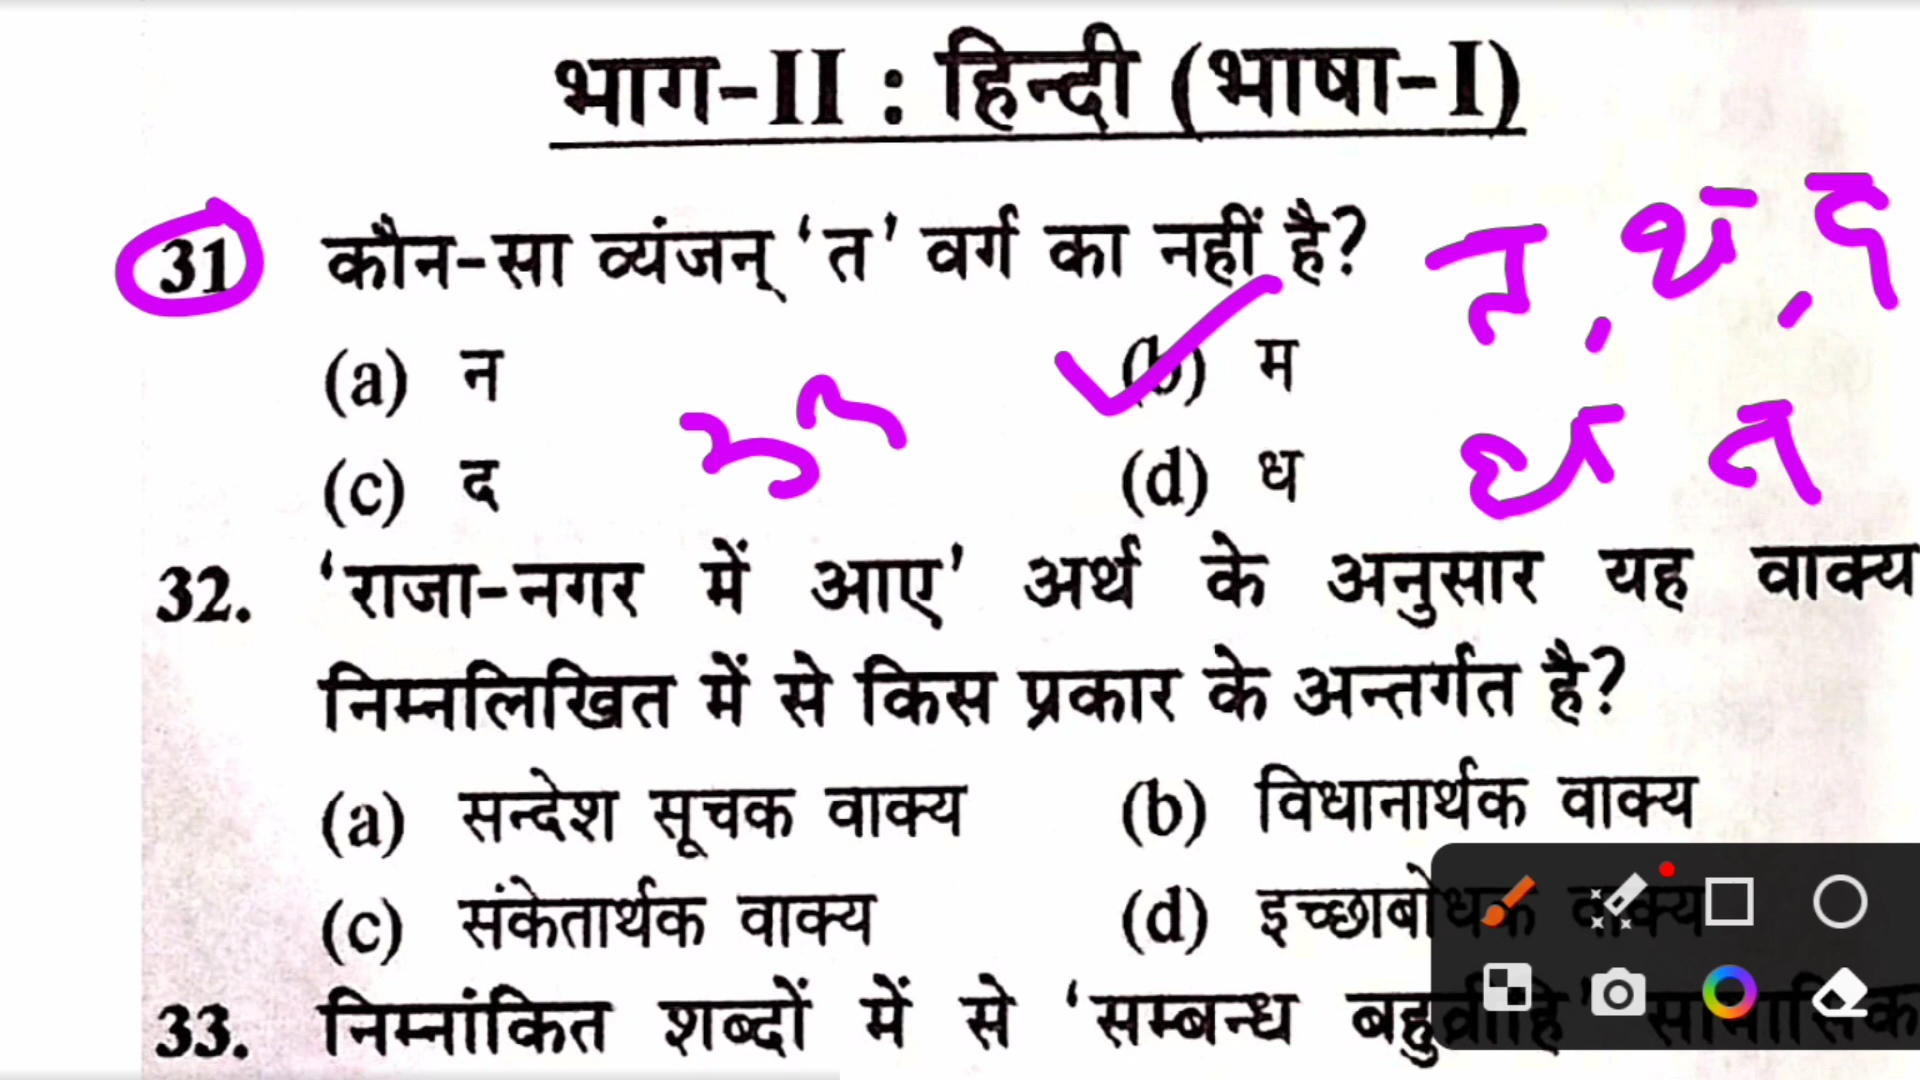 भाग-II : हिन्दी (भाषा-I)
31 कौन-सा व्यंजन् 'त' वर्ग का नहीं है? त, थ, द
(a) न (b) म
ध न
(c) द (d) ध
32. 'राजा-नगर में आए' अर्थ के अनुसार यह वाक्य
निम्नलिखित में से किस प्रकार के अन्तर्गत है?
(a) सन्देश सूचक वाक्य (b) विधानार्थक वाक्य
(c) संकेतार्थक वाक्य (d) इच्छाबोधक वाक्य
33. निम्नांकित शब्दों में से 'सम्बन्ध बहुव्रीहि' सामासिक